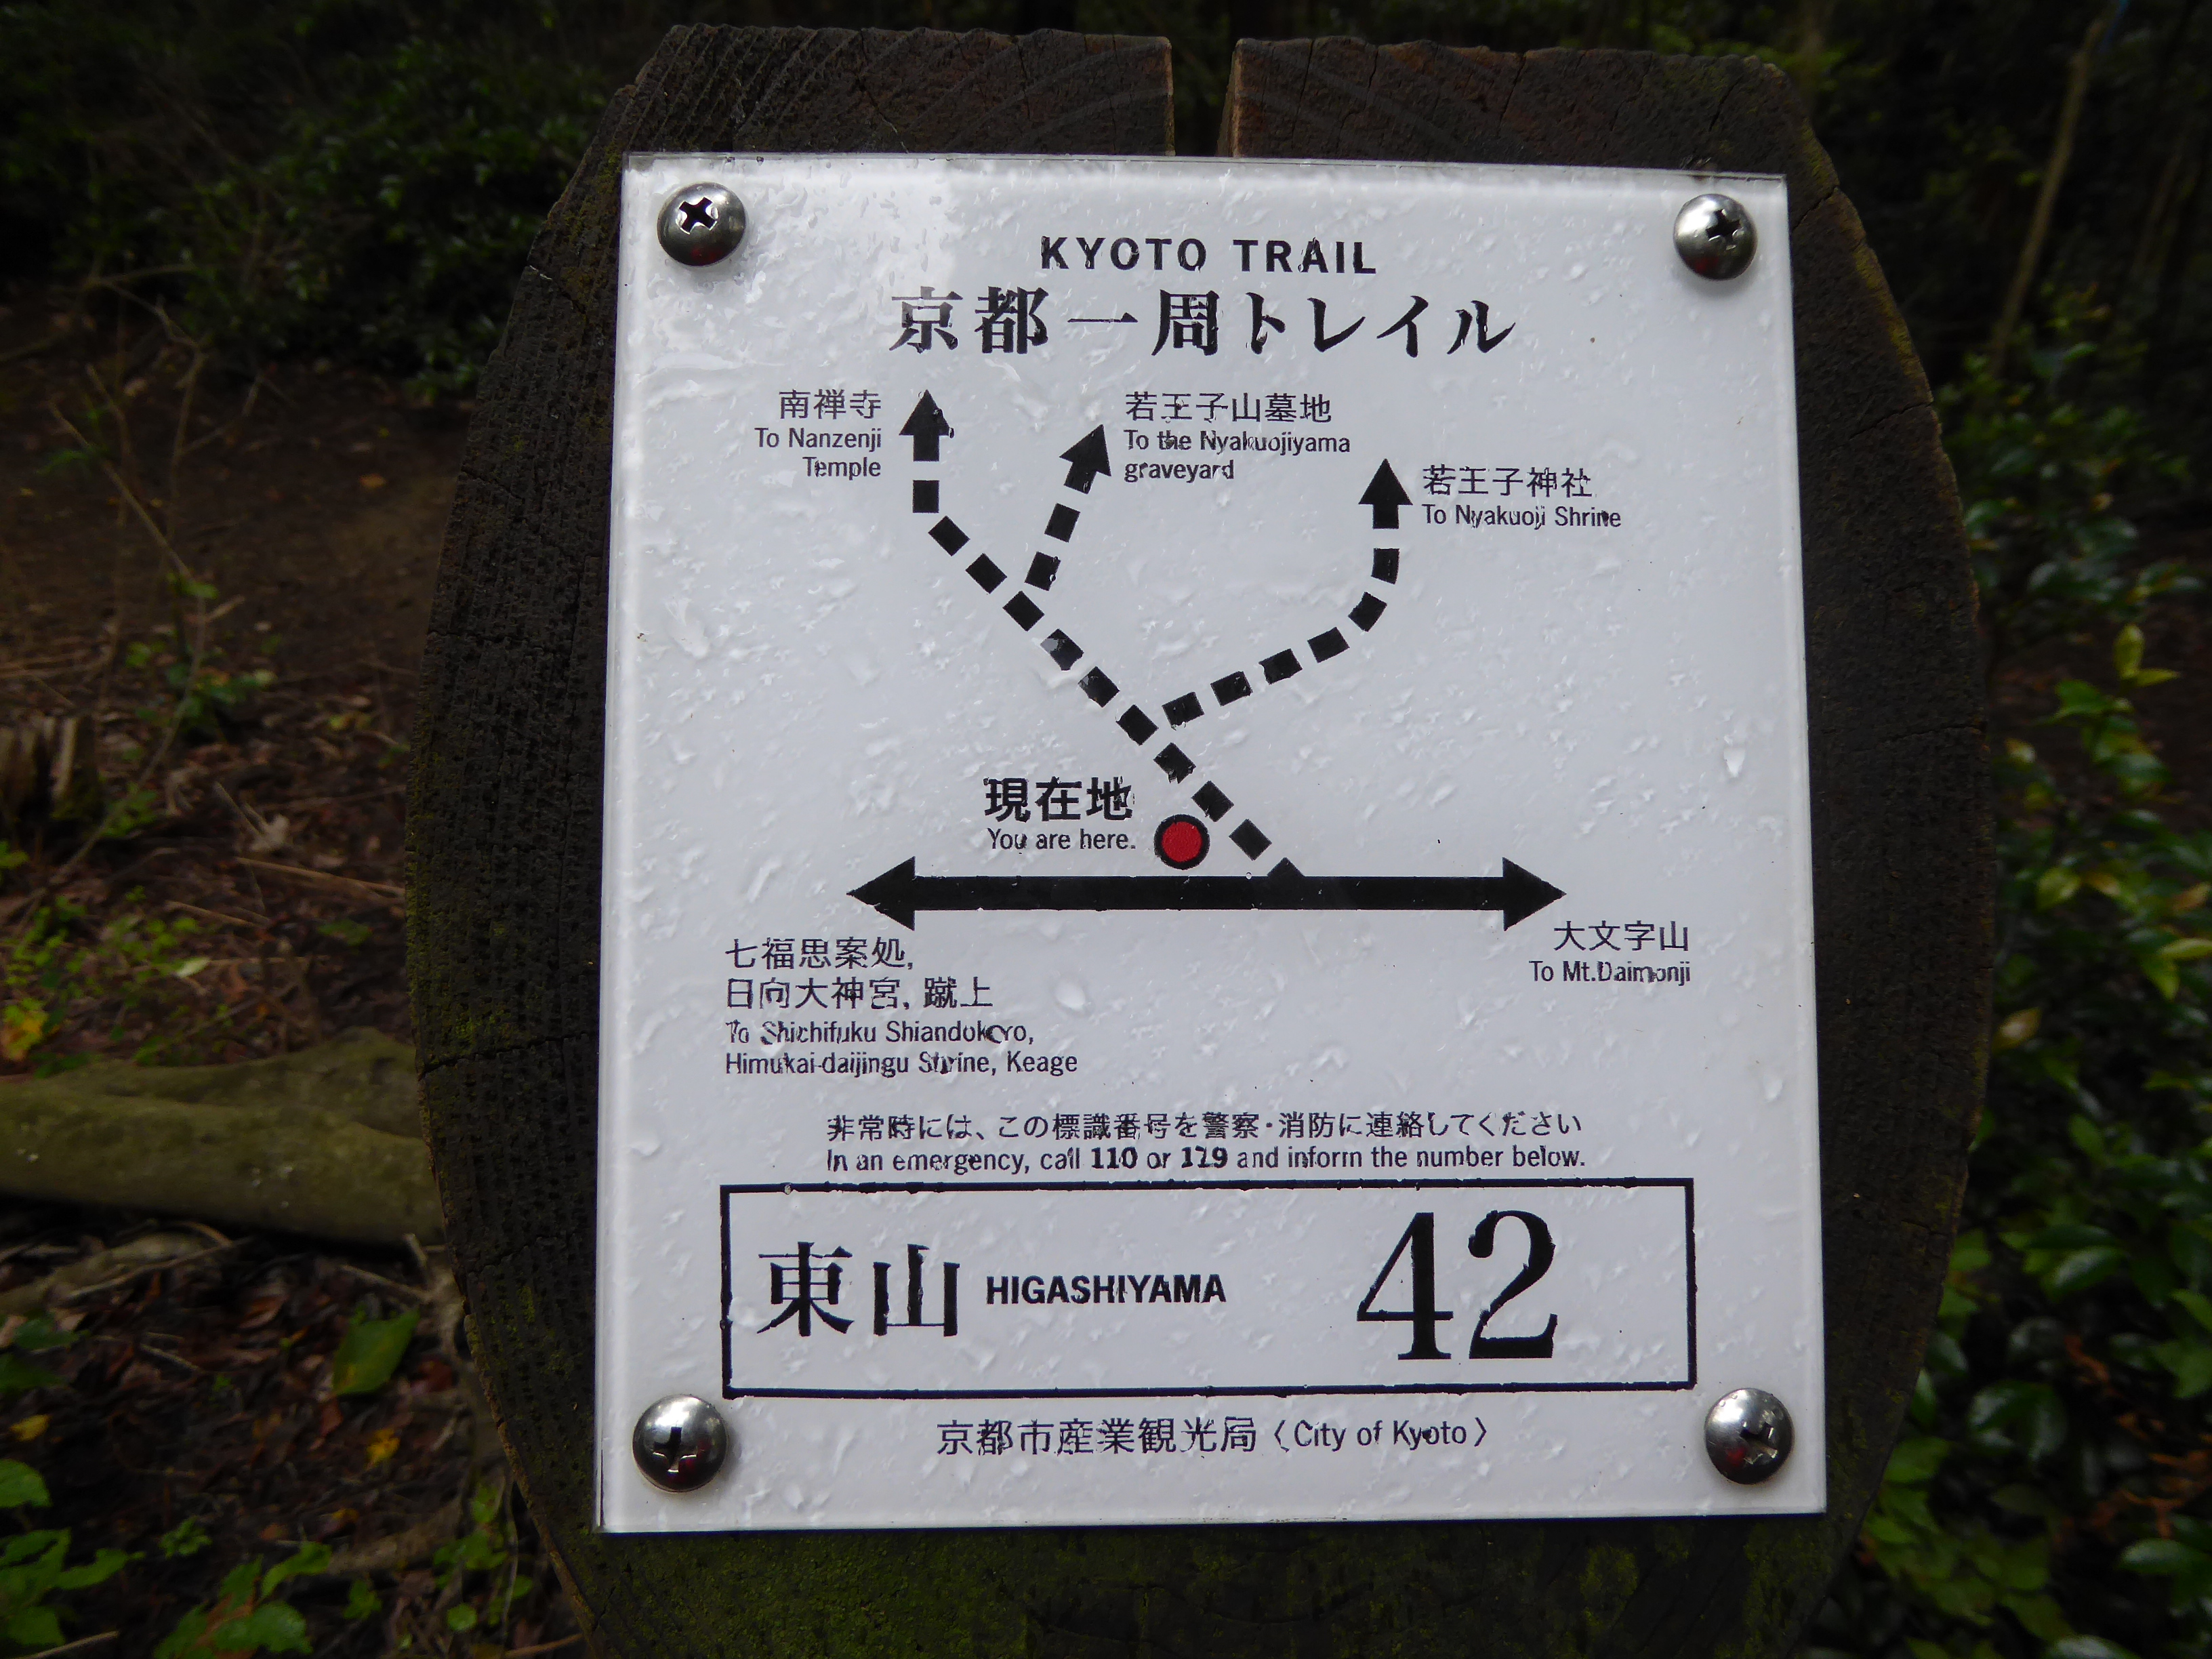 KYOTO TRAIL
京都一周トレイル
南禅寺
To Nanzenji
Temple
若王子山墓地
To the Nyakuojiyama
graveyard
若王子神社
To Nyakuoji Shrine
現在地
You are here.
七福思案処,
日向大神宮, 蹴上
To Shichifuku Shiandokoro,
Himukai-daijingu Shrine, Keage
大文字山
To Mt.Daimonji
非常時には、この標識番号を警察・消防に連絡してください
In an emergency, call 110 or 119 and inform the number below.
東山 HIGASHIYAMA 42
京都市産業観光局〈City of Kyoto〉